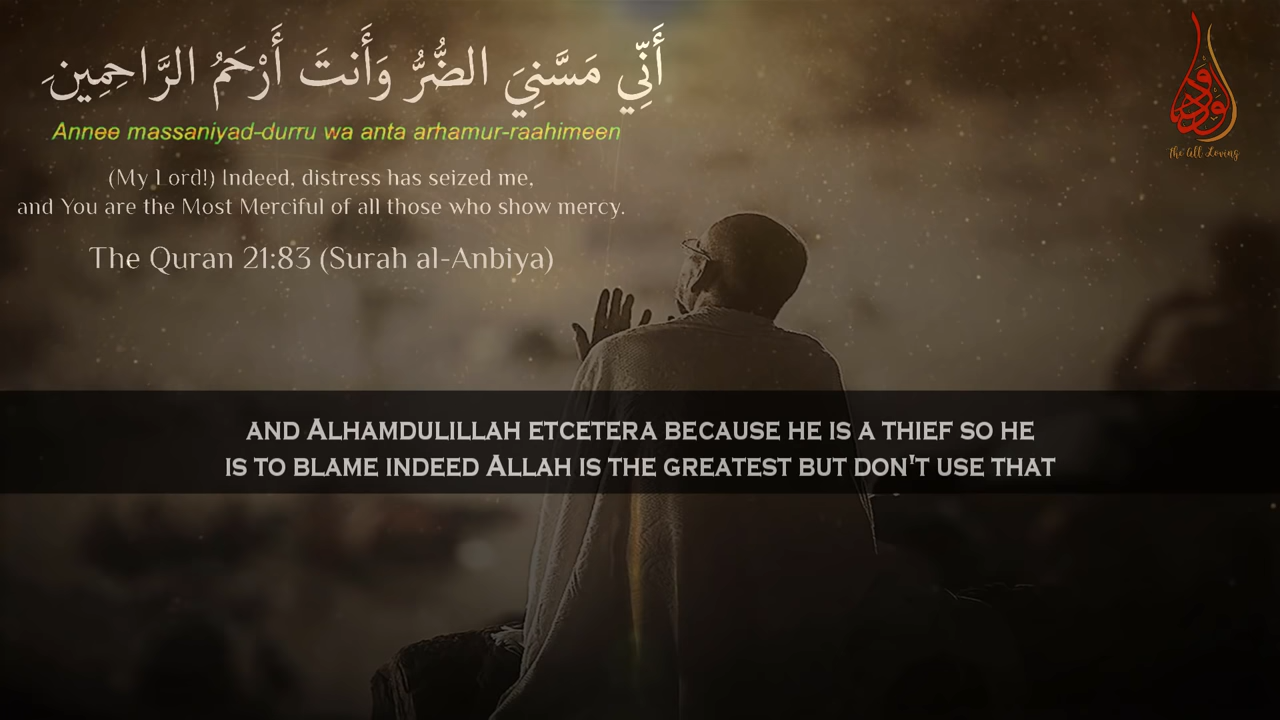 أَنِّي مَسَّنِيَ الضُّرُّ وَأَنتَ أَرْحَمُ الرَّاحِمِينَ
Annee massaniyad-durru wa anta arhamur-raahimeen
(My Lord!) Indeed, distress has seized me,
and You are the Most Merciful of all those who show mercy.
The Quran 21:83 (Surah al-Anbiya)
الودود
The All Loving
AND ALHAMDULILLAH ETCETERA BECAUSE HE IS A THIEF SO HE
IS TO BLAME INDEED ALLAH IS THE GREATEST BUT DON'T USE THAT